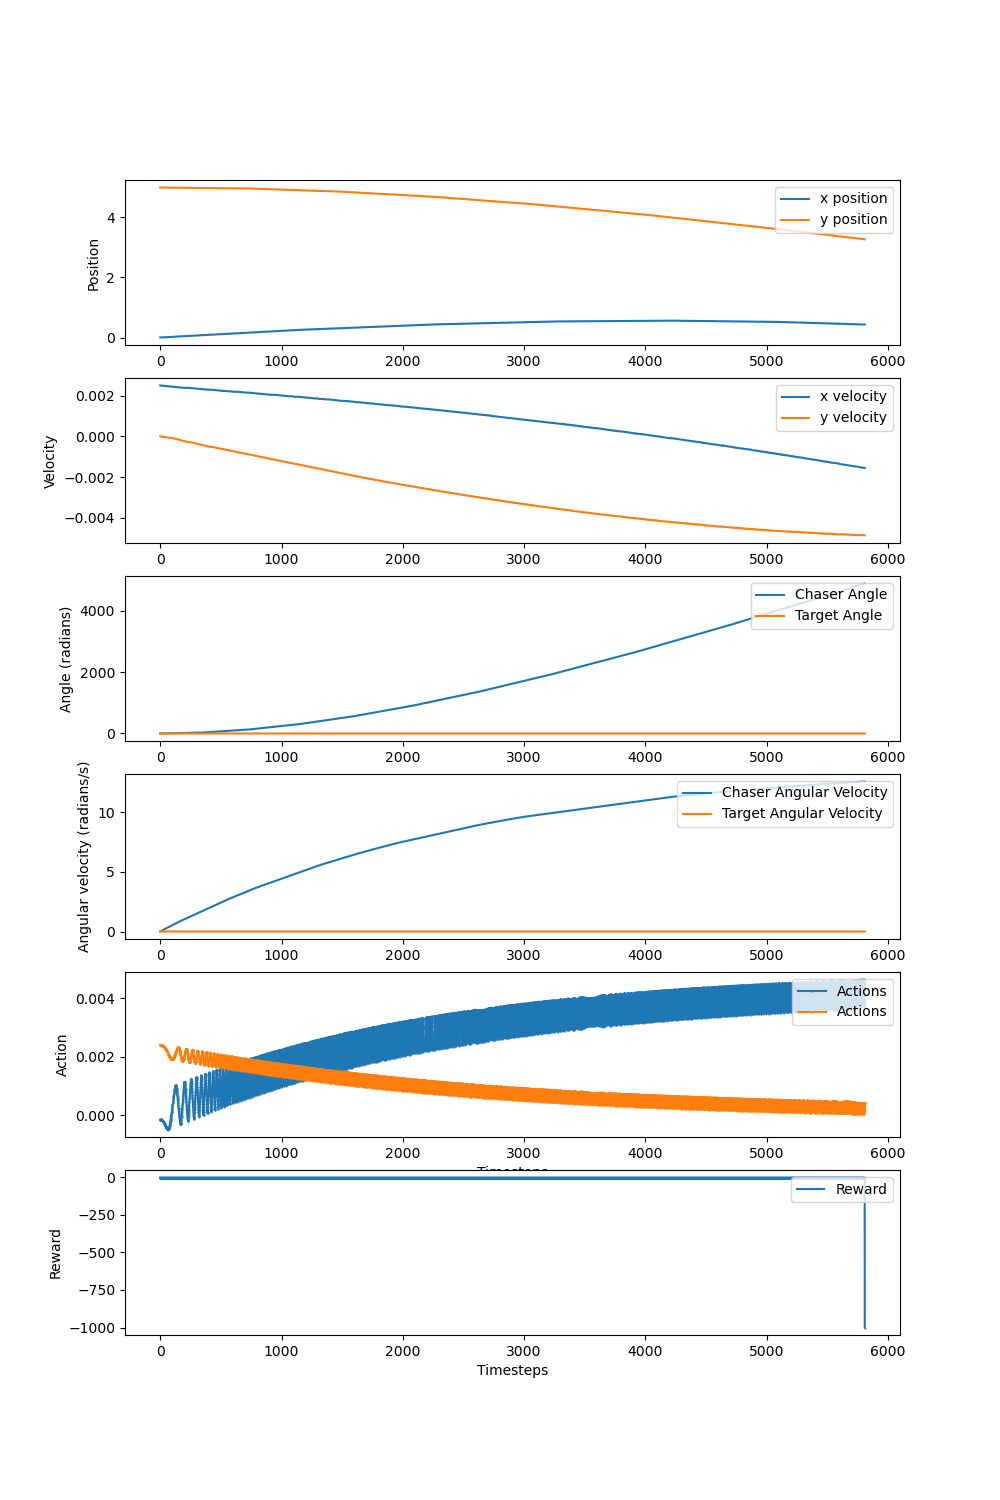 x position
y position
Position
4
2
0
0 1000 2000 3000 4000 5000 6000
x velocity
y velocity
Velocity
0.002
0.000
−0.002
−0.004
0 1000 2000 3000 4000 5000 6000
Chaser Angle
Target Angle
Angle (radians)
4000
2000
0
0 1000 2000 3000 4000 5000 6000
Chaser Angular Velocity
Target Angular Velocity
Angular velocity (radians/s)
10
5
0
0 1000 2000 3000 4000 5000 6000
Actions
Actions
Action
0.004
0.002
0.000
0 1000 2000 3000 4000 5000 6000
Timesteps
Reward
Reward
0
−250
−500
−750
−1000
0 1000 2000 3000 4000 5000 6000
Timesteps